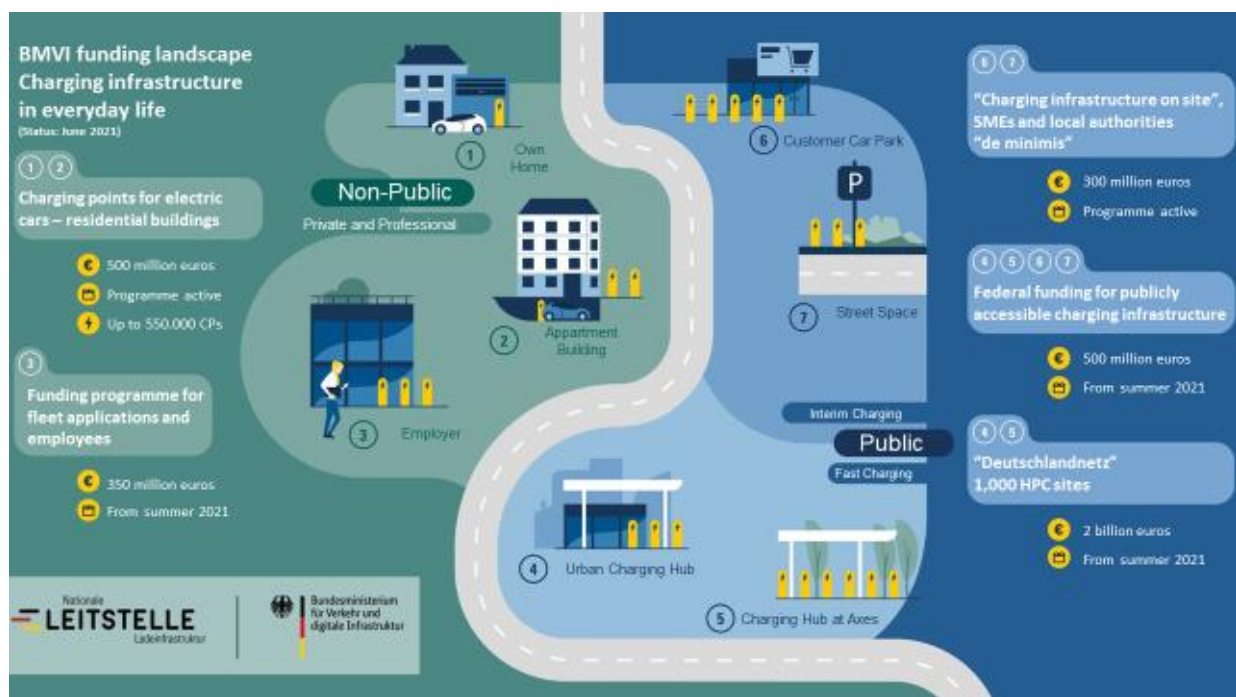 BMVI funding landscape
Charging infrastructure
in everyday life
(Status: June 2021)
1 2
Charging points for electric
cars – residential buildings
€ 500 million euros
Programme active
Up to 550.000 CPs
3
Funding programme for
fleet applications and
employees
€ 350 million euros
From summer 2021
Nationale
LEITSTELLE
Ladeinfrastruktur
Bundesministerium
für Verkehr und
digitale Infrastruktur
1 Own
Home
Non-Public
Private and Professional
2 Appartment
Building
3 Employer
6 Customer Car Park
P
7 Street Space
Interim Charging
Public
Fast Charging
4 Urban Charging Hub
5 Charging Hub at Axes
6 7
“Charging infrastructure on site”,
SMEs and local authorities
“de minimis”
€ 300 million euros
Programme active
4 5 6 7
Federal funding for publicly
accessible charging infrastructure
€ 500 million euros
From summer 2021
4 5
“Deutschlandnetz”
1,000 HPC sites
€ 2 billion euros
From summer 2021